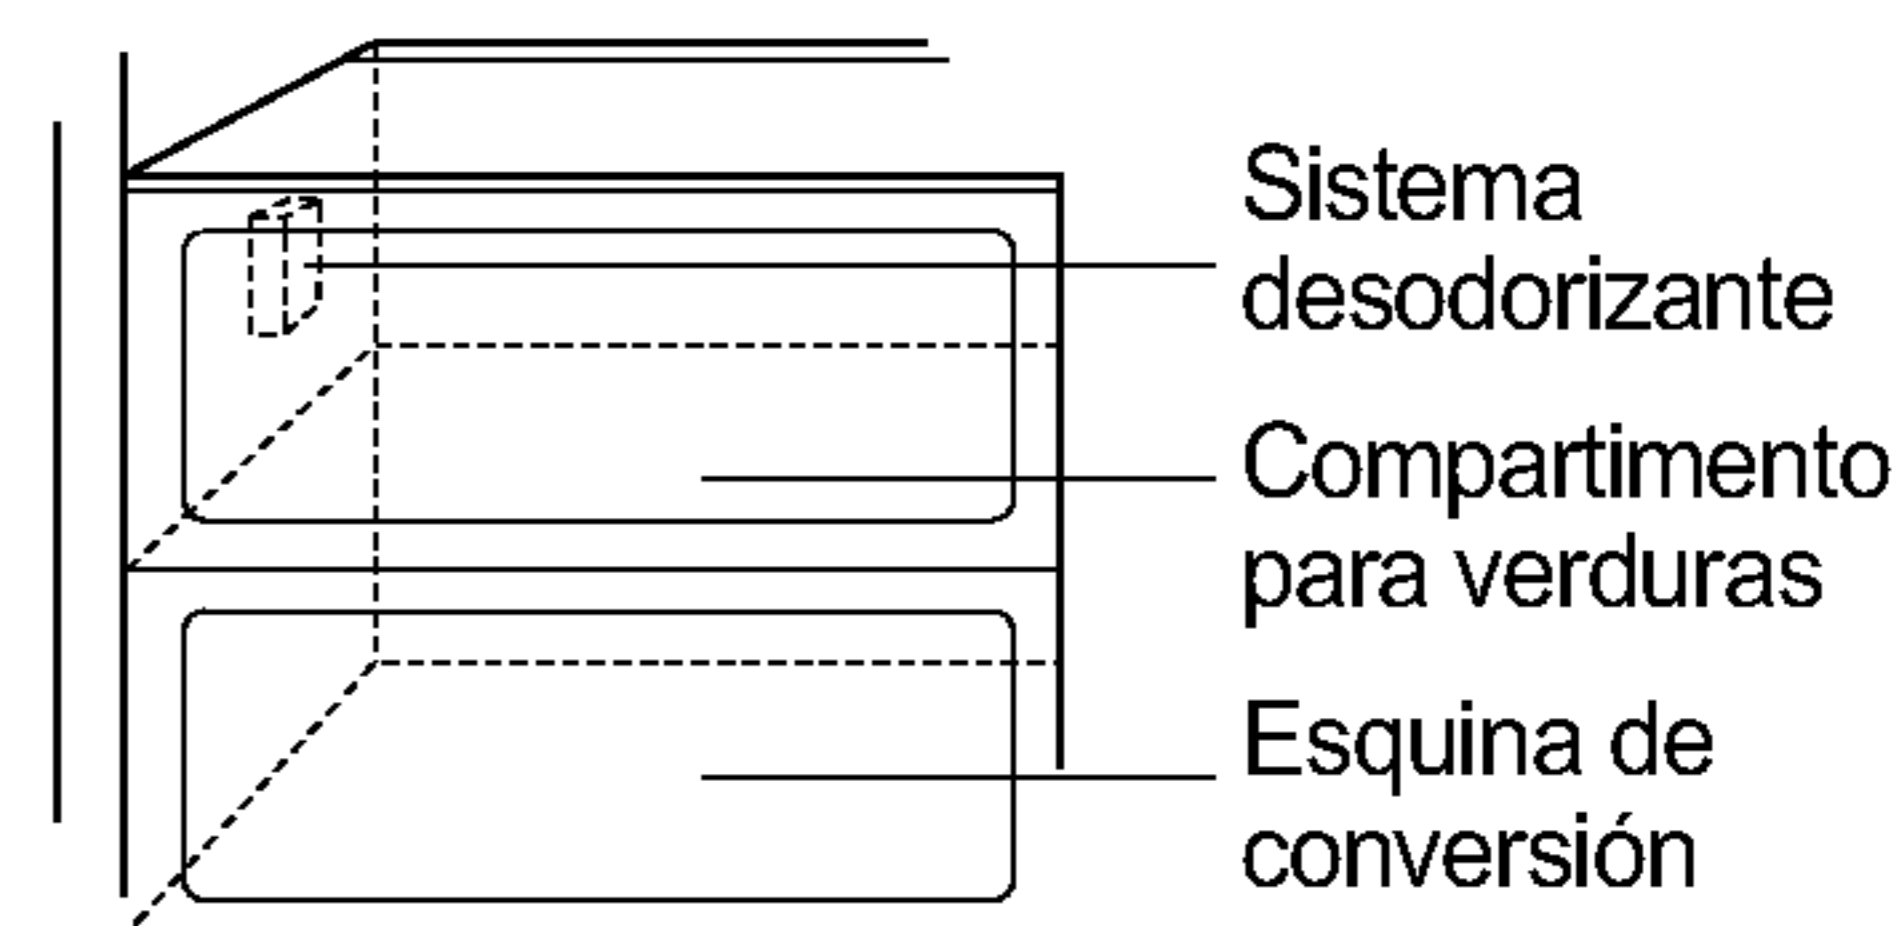 Sistema
desodorizante
Compartimento
para verduras
Esquina de
conversión